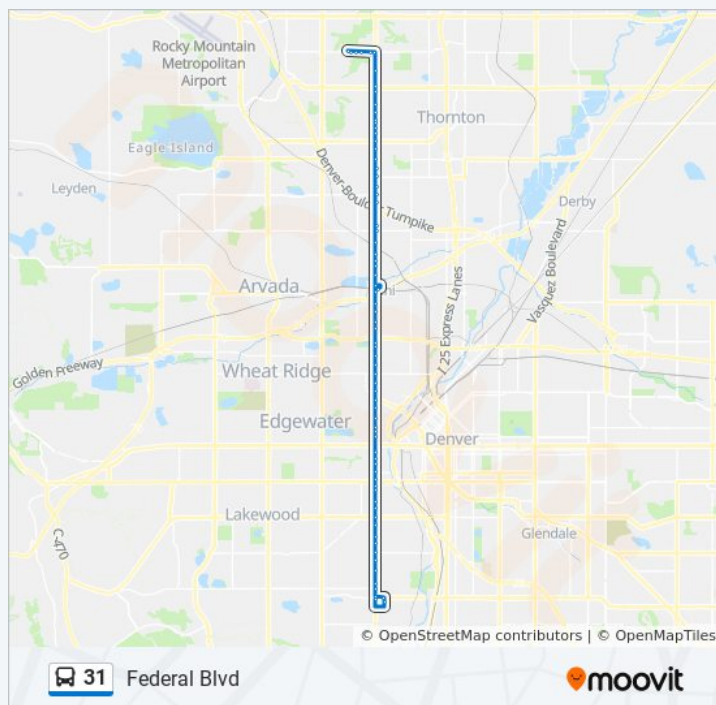 Rocky Mountain
Metropolitan
Airport
Thornton
Eagle Island
Leyden
Denver-Boulder Turnpike
Derby
Vasquez Boulevard
Arvada
I 25 Express Lanes
Golden Freeway
Wheat Ridge
Edgewater
Denver
Lakewood
Glendale
C-470
© OpenStreetMap contributors | © OpenMapTiles
31 Federal Blvd
moovit